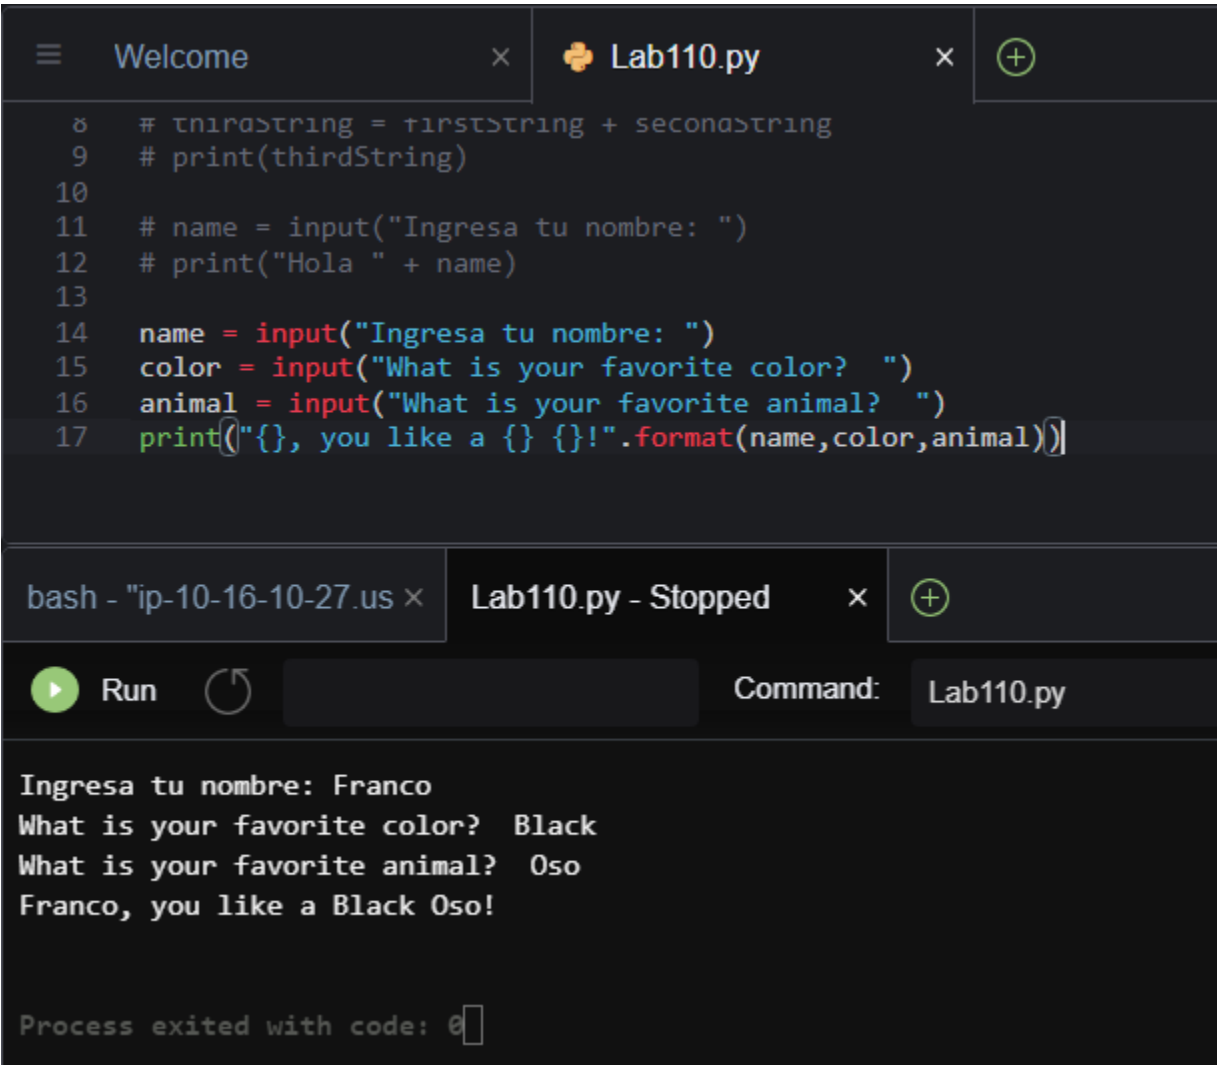 Welcome × Lab110.py ×
8 # thirdString = firstString + secondString
9 # print(thirdString)
10
11 # name = input("Ingresa tu nombre: ")
12 # print("Hola " + name)
13
14 name = input("Ingresa tu nombre: ")
15 color = input("What is your favorite color?  ")
16 animal = input("What is your favorite animal?  ")
17 print("{}, you like a {} {}!".format(name,color,animal))
bash - "ip-10-16-10-27.us × Lab110.py - Stopped ×
Run Command: Lab110.py
Ingresa tu nombre: Franco
What is your favorite color?  Black
What is your favorite animal?  Oso
Franco, you like a Black Oso!
Process exited with code: 0